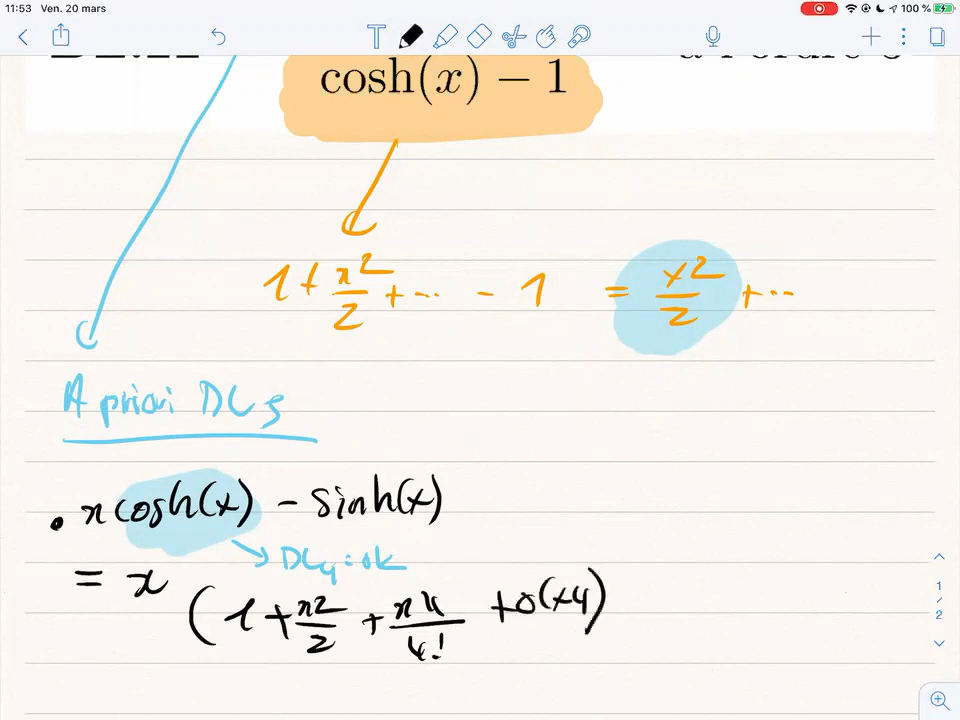 11:53 Ven. 20 mars 100 %
cosh(x) − 1
1 + x2/2 + ... - 1 = x2/2 + ...
A priori DL5
. x cosh(x) - sinh(x)
DL4 = ok
= x (1 + x2/2 + x4/4! + o(x4))
1
/
2